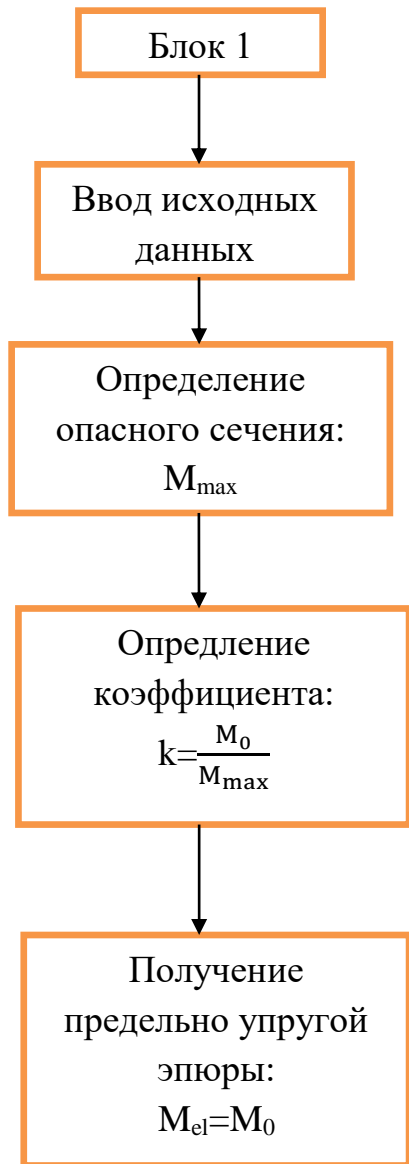 Блок 1
Ввод исходных
данных
Определение
опасного сечения:
Mmax
Опредление
коэффициента:
k=M₀/Mmax
Получение
предельно упругой
эпюры:
Mel=M₀